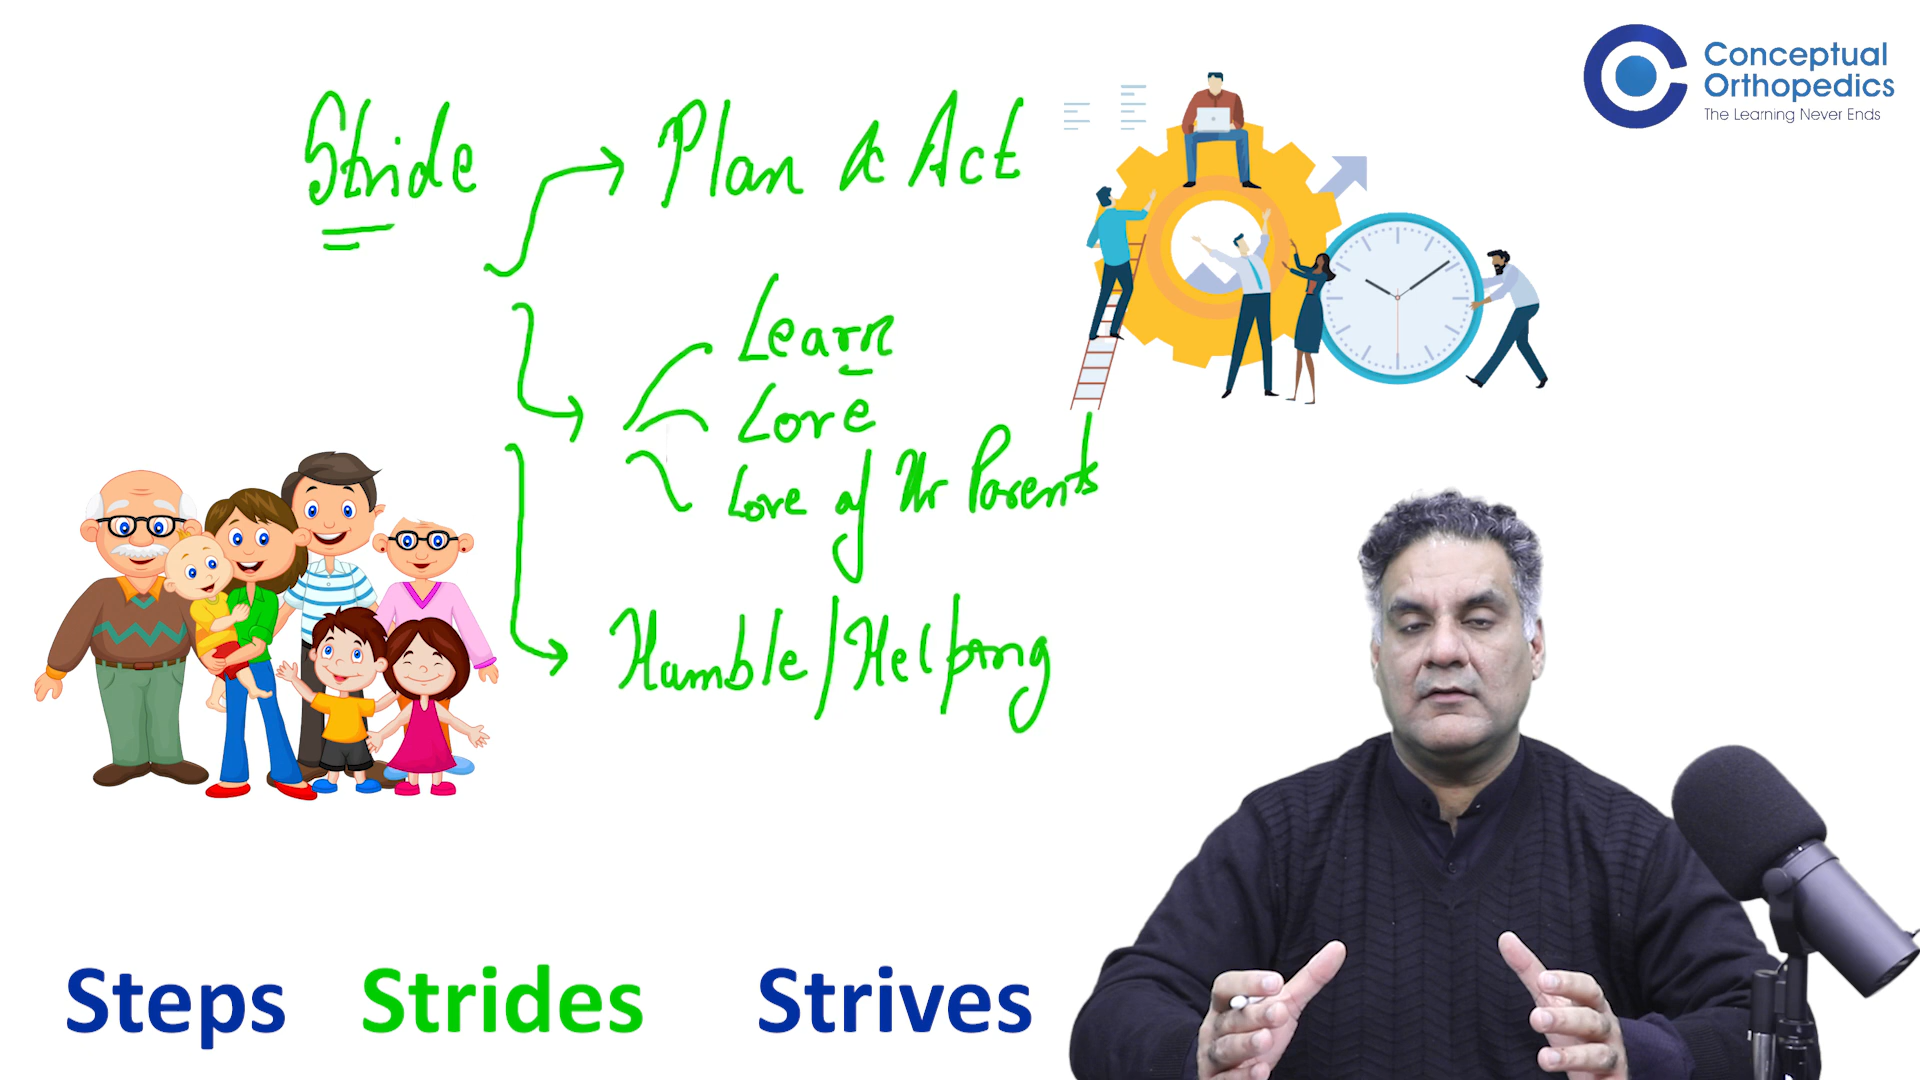 Conceptual
Orthopedics
The Learning Never Ends
Stride
Plan & Act
Learn
Love
Love of Ur Parents
Humble/Helping
Steps Strides Strives